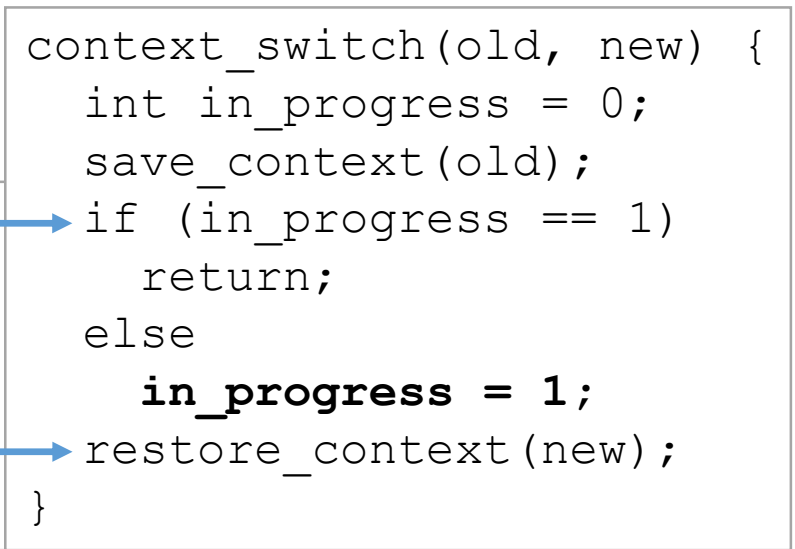 context_switch(old, new) {
  int in_progress = 0;
  save_context(old);
  if (in_progress == 1)
    return;
  else
    in_progress = 1;
  restore_context(new);
}